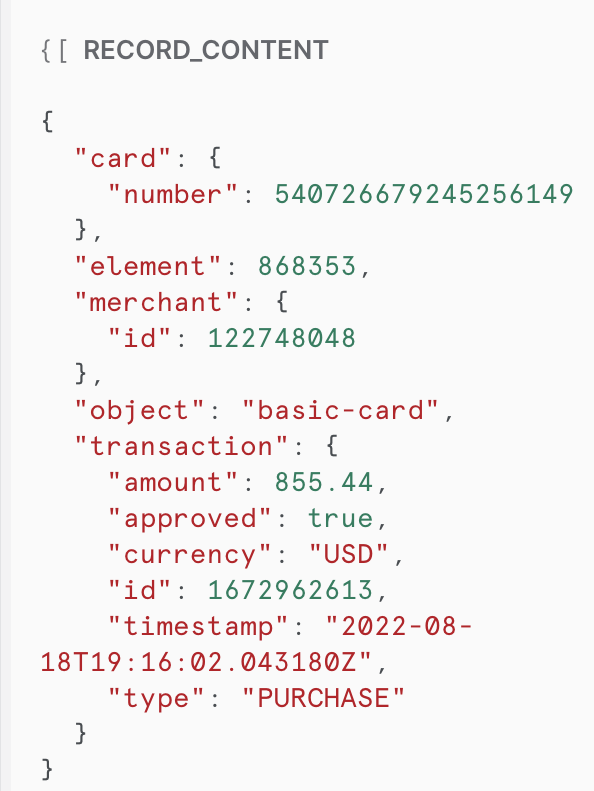 {[ RECORD_CONTENT
{
"card": {
"number": 540726679245256149
},
"element": 868353,
"merchant": {
"id": 122748048
},
"object": "basic-card",
"transaction": {
"amount": 855.44,
"approved": true,
"currency": "USD",
"id": 1672962613,
"timestamp": "2022-08-
18T19:16:02.043180Z",
"type": "PURCHASE"
}
}